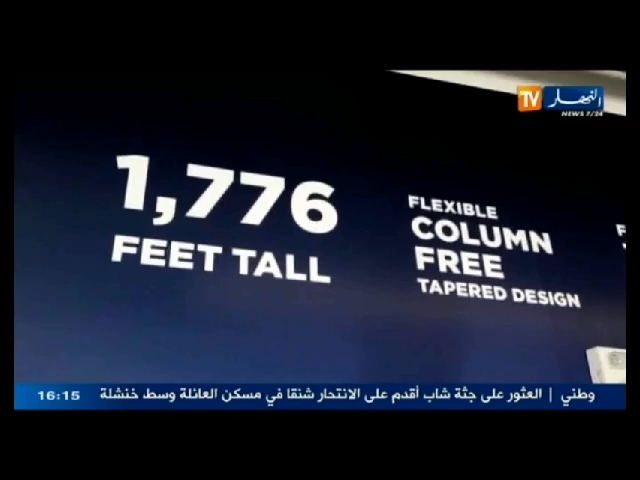 TV النهار
NEWS 7/24
1,776
FEET TALL
FLEXIBLE
COLUMN
FREE
TAPERED DESIGN
وطني | العثور على جثة شاب أقدم على الانتحار شنقا في مسكن العائلة وسط خنشلة
16:15